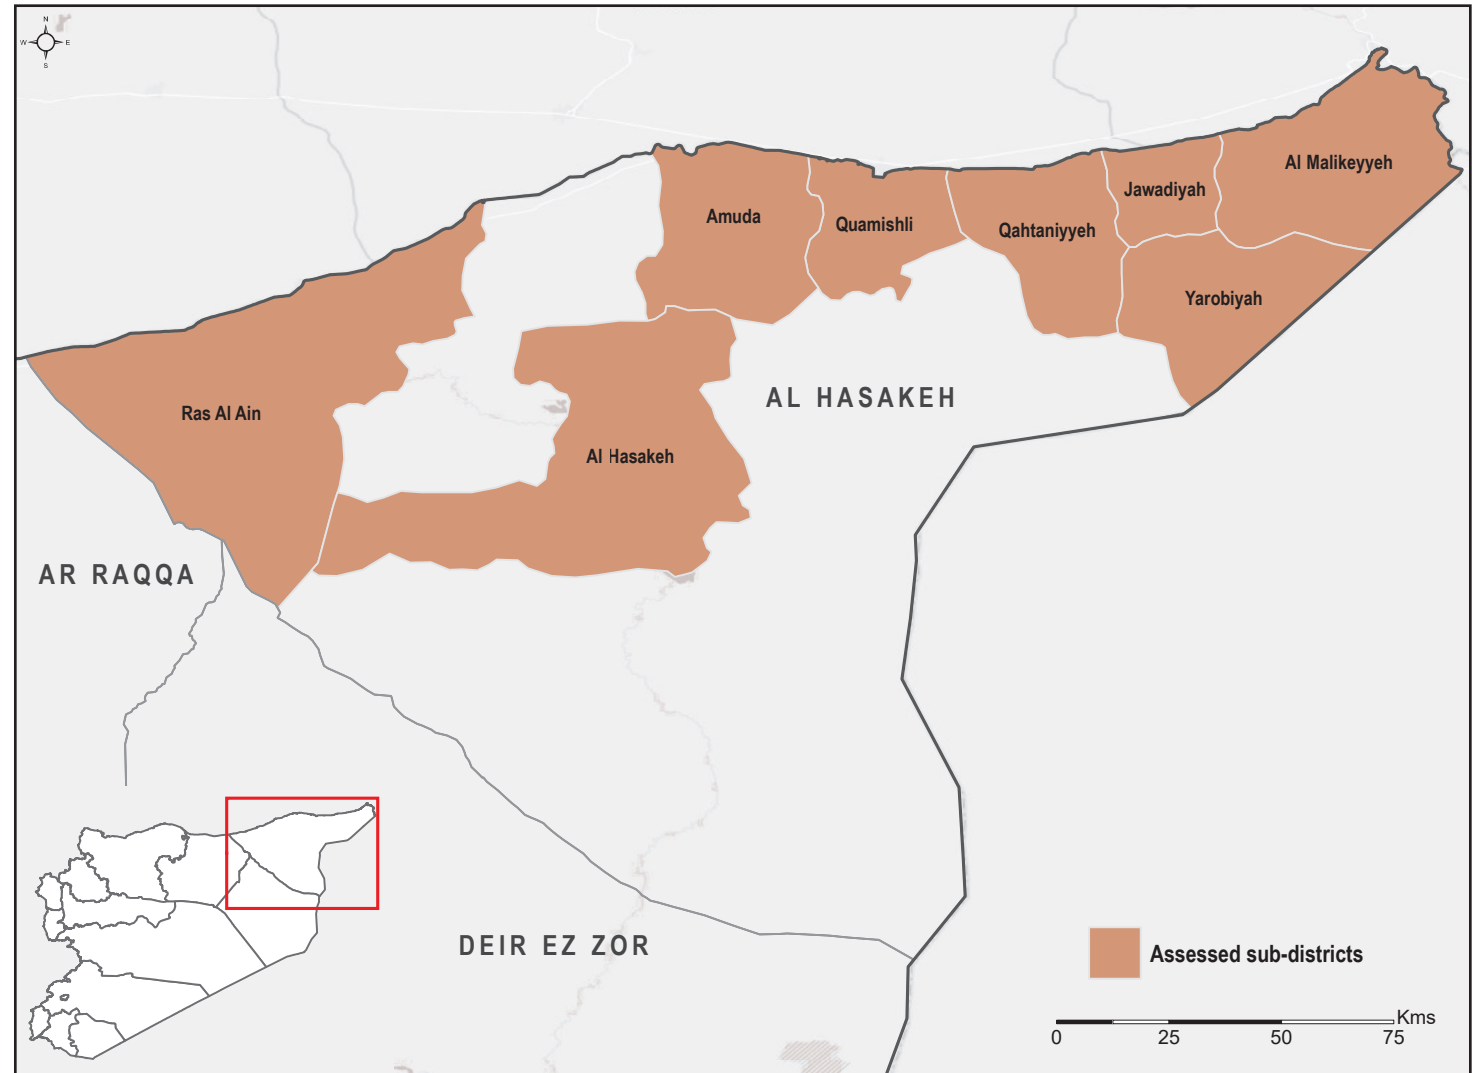 N
W E
S
Al Malikeyyeh
Jawadiyah
Amuda
Quamishli
Qahtaniyyeh
Yarobiyah
AL HASAKEH
Ras Al Ain
Al Hasakeh
AR RAQQA
DEIR EZ ZOR
Assessed sub-districts
Kms
0 25 50 75